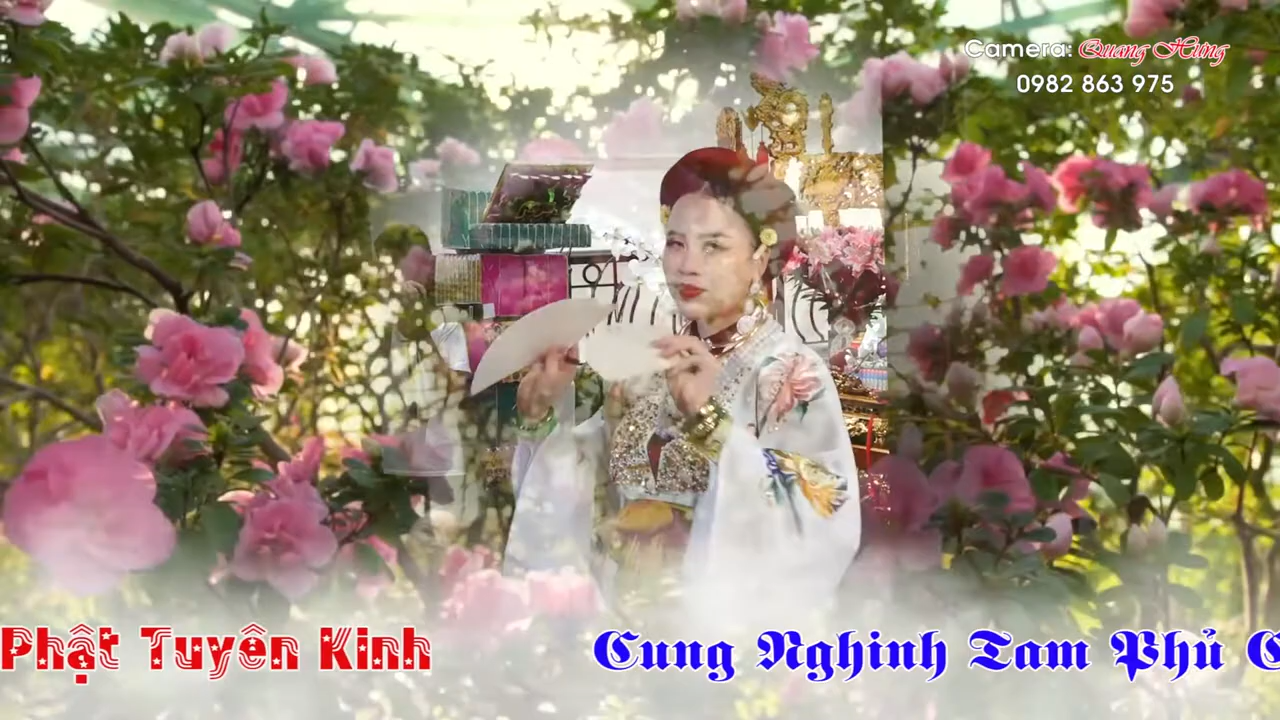 Camera: Quang Hưng
0982 863 975
Phật Tuyên Kinh
Cung Nghinh Tam Phủ C